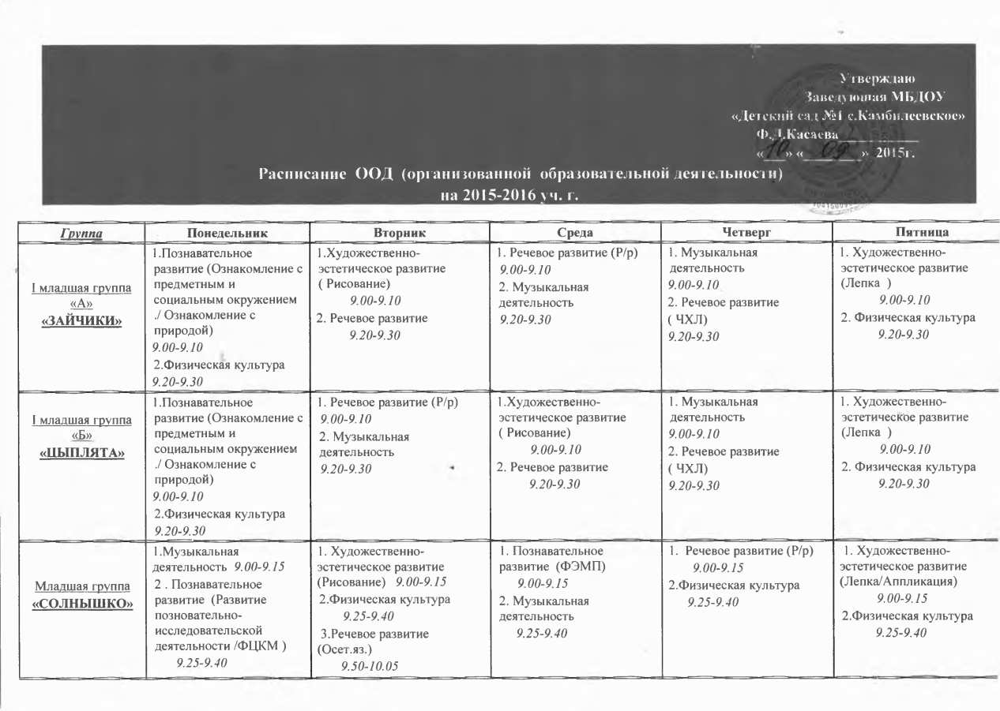 Утверждаю
Заведующая МБДОУ
«Детский сад №1 с.Камбилеевское»
Ф.Д.Касаева
«10» «09» 2015г.
Расписание ООД (организованной образовательной деятельности)
на 2015-2016 уч. г.
Группа Понедельник Вторник Среда Четверг Пятница
I младшая группа
«А»
«ЗАЙЧИКИ»
1.Познавательное
развитие (Ознакомление с
предметным и
социальным окружением
./ Ознакомление с
природой)
9.00-9.10
2.Физическая культура
9.20-9.30
1.Художественно-
эстетическое развитие
( Рисование)
9.00-9.10
2. Речевое развитие
9.20-9.30
1. Речевое развитие (Р/р)
9.00-9.10
2. Музыкальная
деятельность
9.20-9.30
1. Музыкальная
деятельность
9.00-9.10
2. Речевое развитие
( ЧХЛ)
9.20-9.30
1. Художественно-
эстетическое развитие
(Лепка )
9.00-9.10
2. Физическая культура
9.20-9.30
I младшая группа
«Б»
«ЦЫПЛЯТА»
1.Познавательное
развитие (Ознакомление с
предметным и
социальным окружением
./ Ознакомление с
природой)
9.00-9.10
2.Физическая культура
9.20-9.30
1. Речевое развитие (Р/р)
9.00-9.10
2. Музыкальная
деятельность
9.20-9.30
1.Художественно-
эстетическое развитие
( Рисование)
9.00-9.10
2. Речевое развитие
9.20-9.30
1. Музыкальная
деятельность
9.00-9.10
2. Речевое развитие
( ЧХЛ)
9.20-9.30
1. Художественно-
эстетическое развитие
(Лепка )
9.00-9.10
2. Физическая культура
9.20-9.30
Младшая группа
«СОЛНЫШКО»
1.Музыкальная
деятельность 9.00-9.15
2 . Познавательное
развитие (Развитие
позновательно-
исследовательской
деятельности /ФЦКМ )
9.25-9.40
1. Художественно-
эстетическое развитие
(Рисование) 9.00-9.15
2.Физическая культура
9.25-9.40
3.Речевое развитие
(Осет.яз.)
9.50-10.05
1. Познавательное
развитие (ФЭМП)
9.00-9.15
2. Музыкальная
деятельность
9.25-9.40
1. Речевое развитие (Р/р)
9.00-9.15
2.Физическая культура
9.25-9.40
1. Художественно-
эстетическое развитие
(Лепка/Аппликация)
9.00-9.15
2.Физическая культура
9.25-9.40